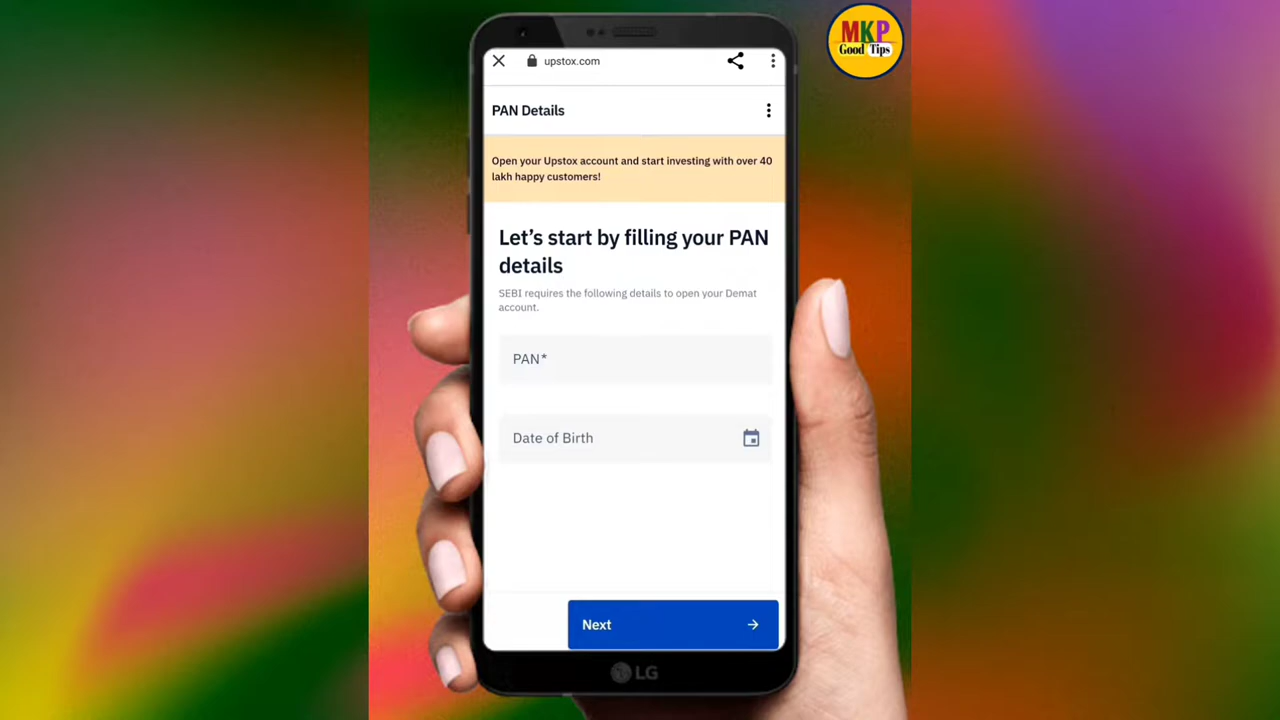 MKP
Good Tips
upstox.com
PAN Details
Open your Upstox account and start investing with over 40
lakh happy customers!
Let’s start by filling your PAN
details
SEBI requires the following details to open your Demat
account.
PAN*
Date of Birth
Next
LG